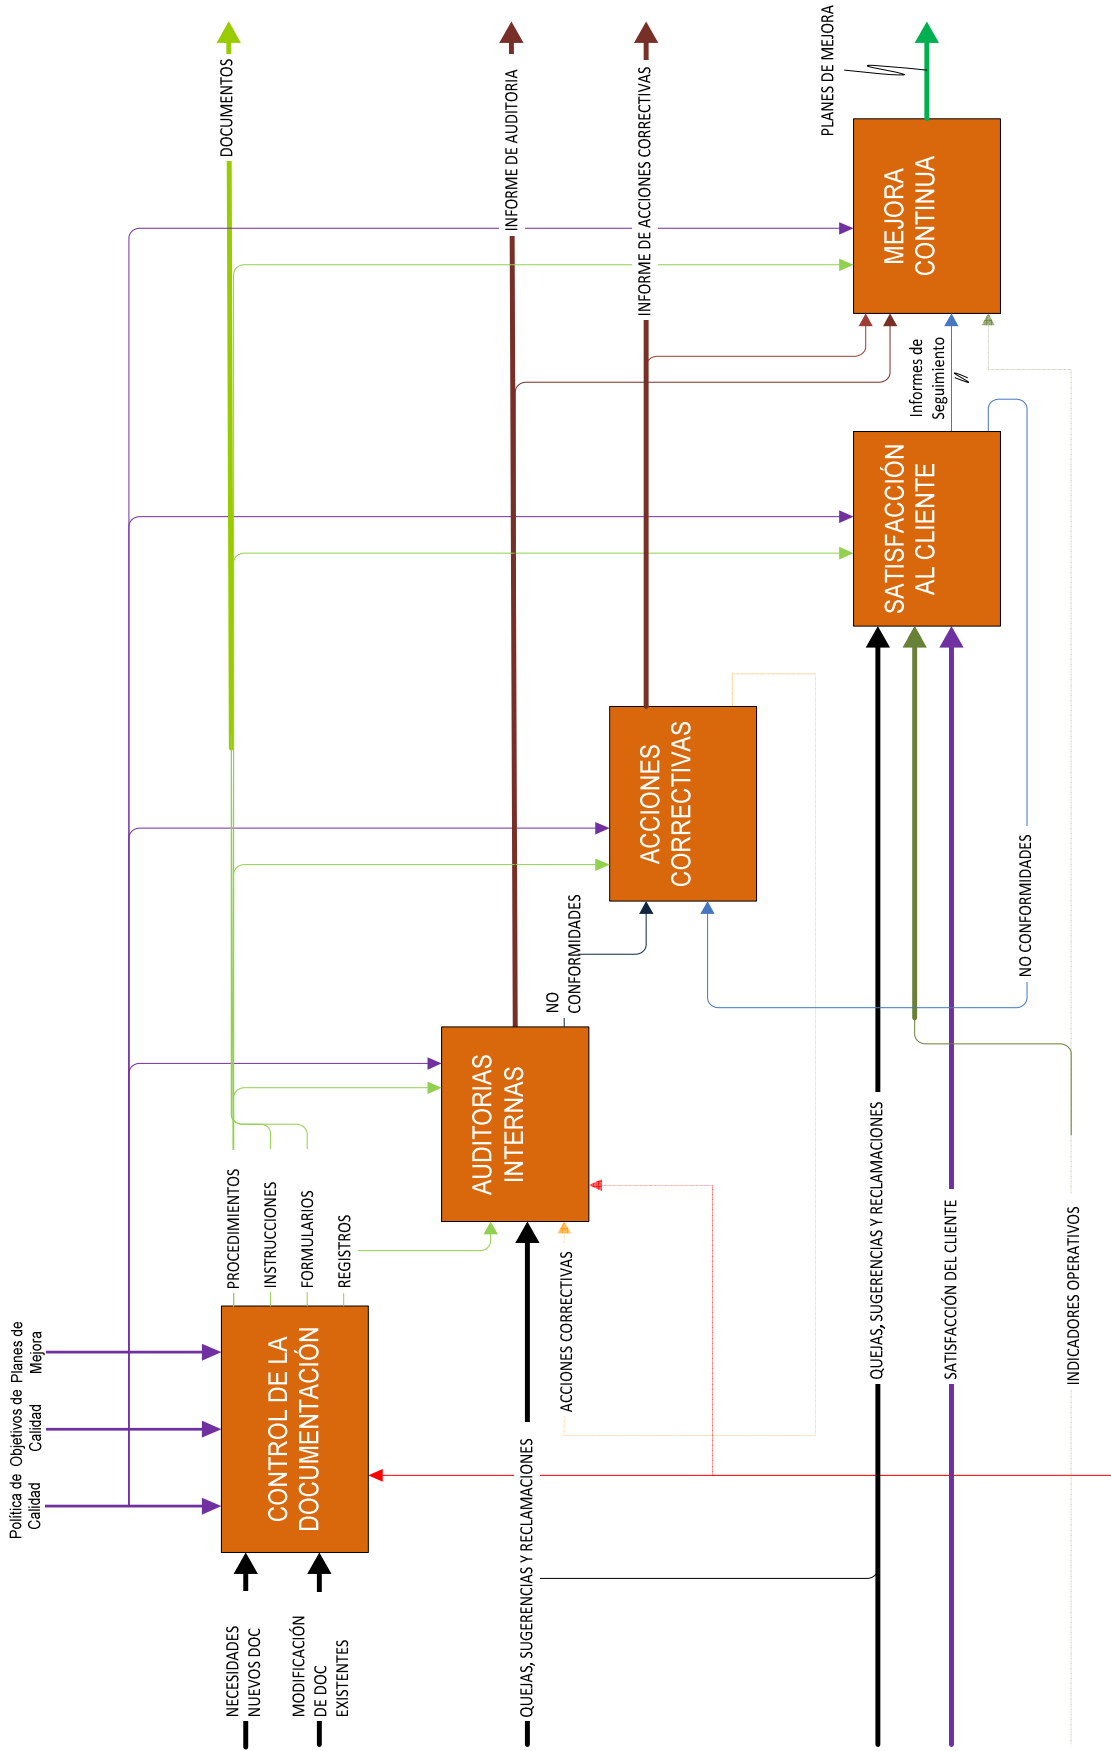 Política de
Calidad
Objetivos de
Calidad
Planes de
Mejora
NECESIDADES
NUEVOS DOC
MODIFICACIÓN
DE DOC
EXISTENTES
CONTROL DE LA
DOCUMENTACIÓN
PROCEDIMIENTOS
INSTRUCCIONES
FORMULARIOS
REGISTROS
DOCUMENTOS
QUEJAS, SUGERENCIAS Y RECLAMACIONES
ACCIONES CORRECTIVAS
AUDITORIAS
INTERNAS
NO
CONFORMIDADES
INFORME DE AUDITORIA
ACCIONES
CORRECTIVAS
INFORME DE ACCIONES CORRECTIVAS
QUEJAS, SUGERENCIAS Y RECLAMACIONES
SATISFACCIÓN DEL CLIENTE
INDICADORES OPERATIVOS
NO CONFORMIDADES
SATISFACCIÓN
AL CLIENTE
Informes de
Seguimiento
MEJORA
CONTINUA
PLANES DE MEJORA